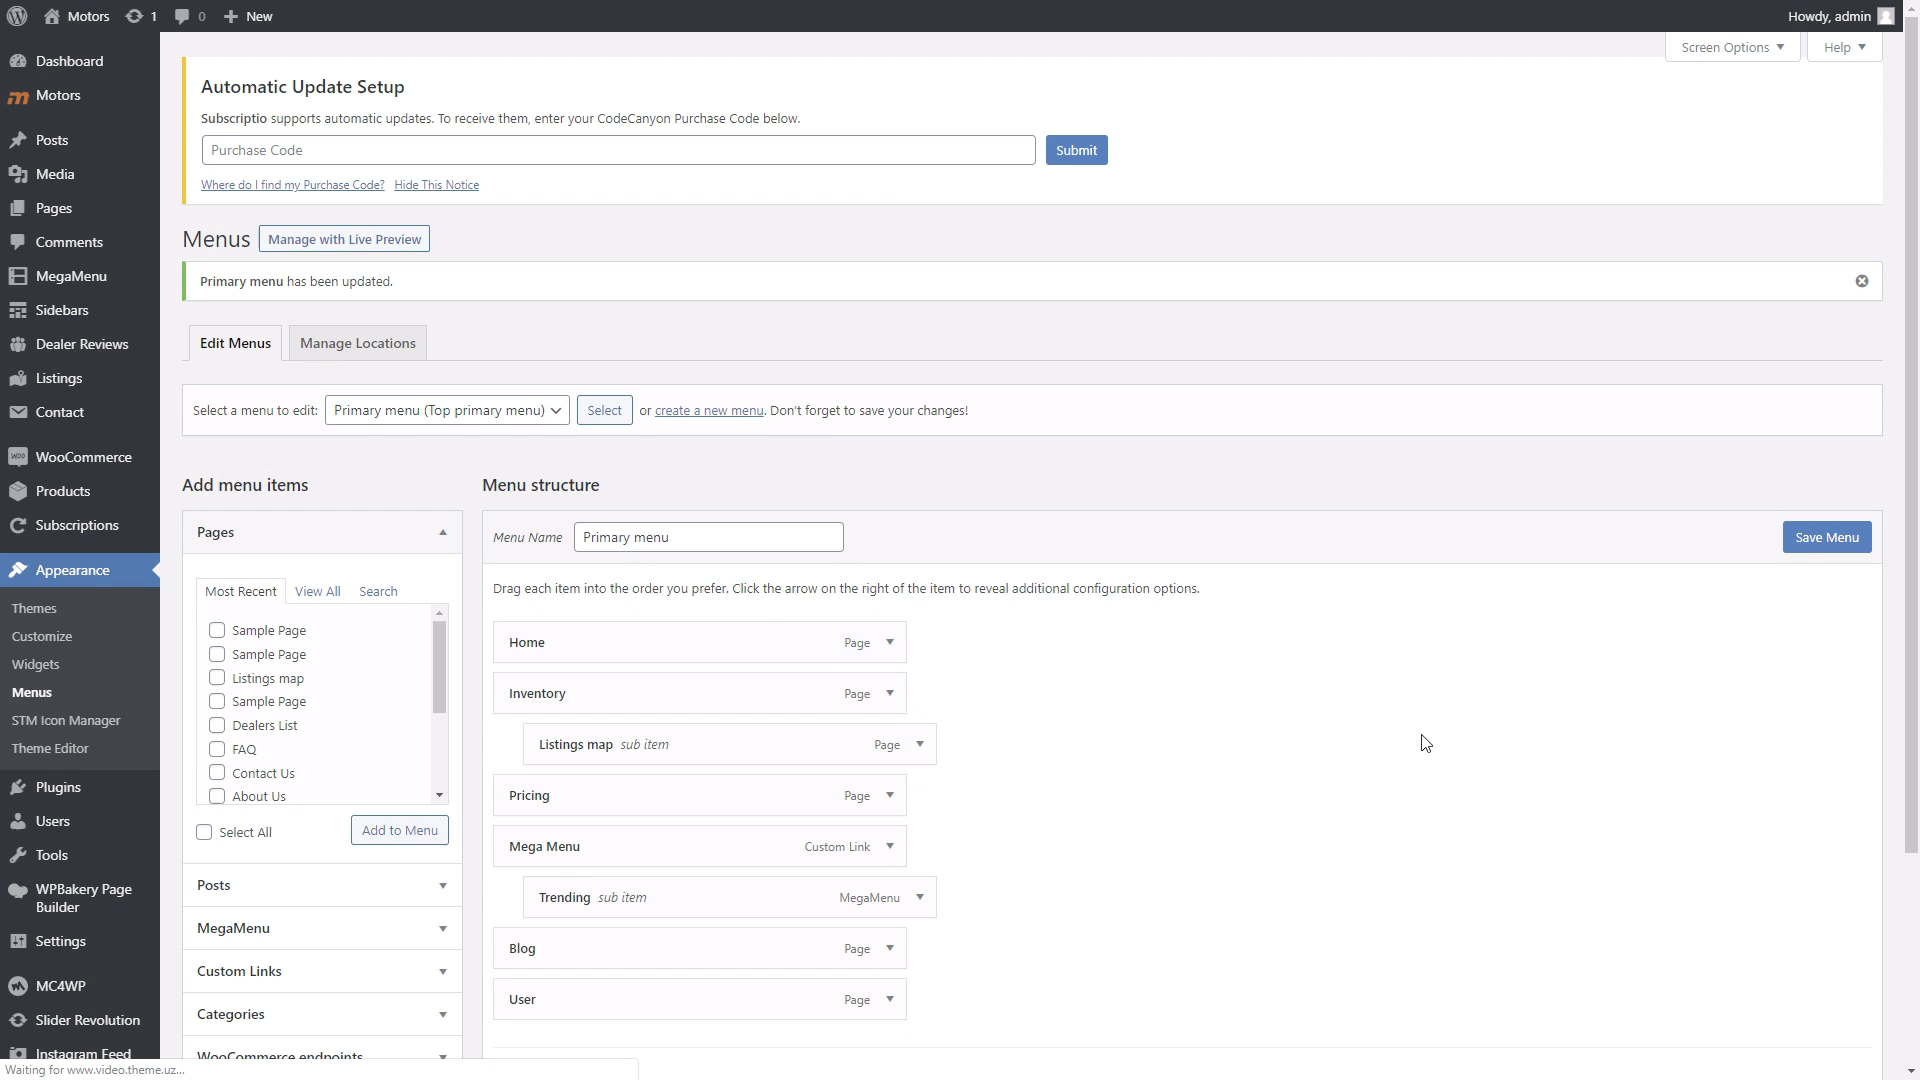 Motors
1
0
New
Howdy, admin
Screen Options
Help
Dashboard
Motors
Posts
Media
Pages
Comments
MegaMenu
Sidebars
Dealer Reviews
Listings
Contact
WooCommerce
Products
Subscriptions
Appearance
Themes
Customize
Widgets
Menus
STM Icon Manager
Theme Editor
Plugins
Users
Tools
WPBakery Page
Builder
Settings
MC4WP
Slider Revolution
Instagram Feed
Automatic Update Setup
Subscriptio supports automatic updates. To receive them, enter your CodeCanyon Purchase Code below.
Purchase Code
Submit
Where do I find my Purchase Code?
Hide This Notice
Menus
Manage with Live Preview
Primary menu has been updated.
Edit Menus
Manage Locations
Select a menu to edit: Primary menu (Top primary menu) Select or create a new menu. Don't forget to save your changes!
Add menu items
Pages
Most Recent
View All
Search
Sample Page
Sample Page
Listings map
Sample Page
Dealers List
FAQ
Contact Us
About Us
Select All
Add to Menu
Posts
MegaMenu
Custom Links
Categories
WooCommerce endpoints
Menu structure
Menu Name
Primary menu
Save Menu
Drag each item into the order you prefer. Click the arrow on the right of the item to reveal additional configuration options.
Home Page
Inventory Page
Listings map sub item Page
Pricing Page
Mega Menu Custom Link
Trending sub item MegaMenu
Blog Page
User Page
Waiting for www.video.theme.uz...